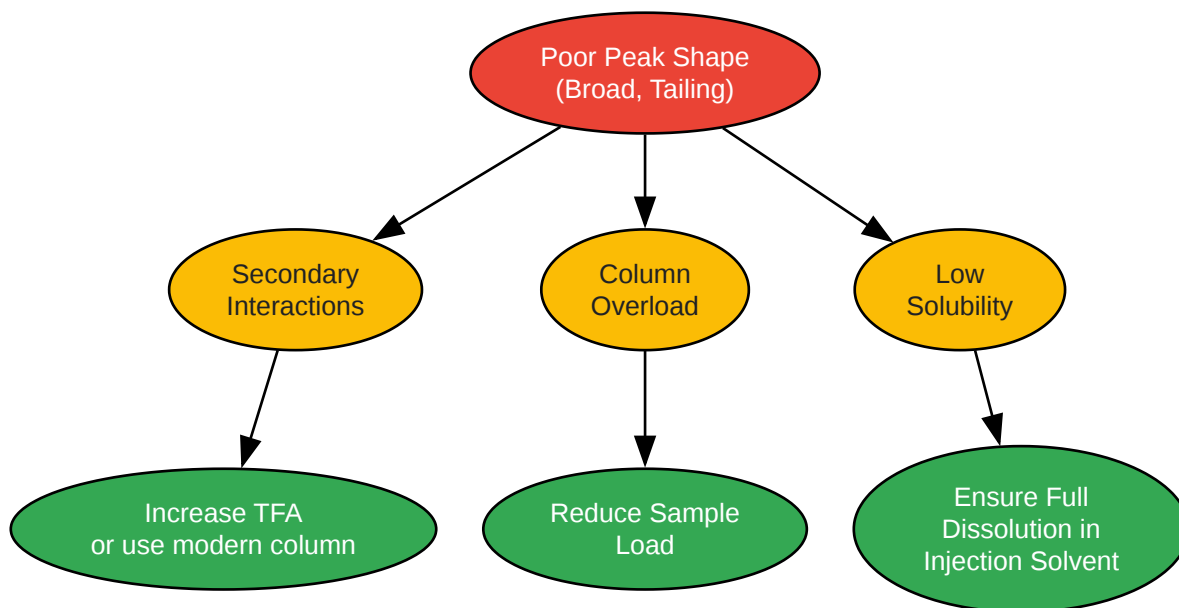 Poor Peak Shape
(Broad, Tailing)
Secondary
Interactions
Column
Overload
Low
Solubility
Increase TFA
or use modern column
Reduce Sample
Load
Ensure Full
Dissolution in
Injection Solvent